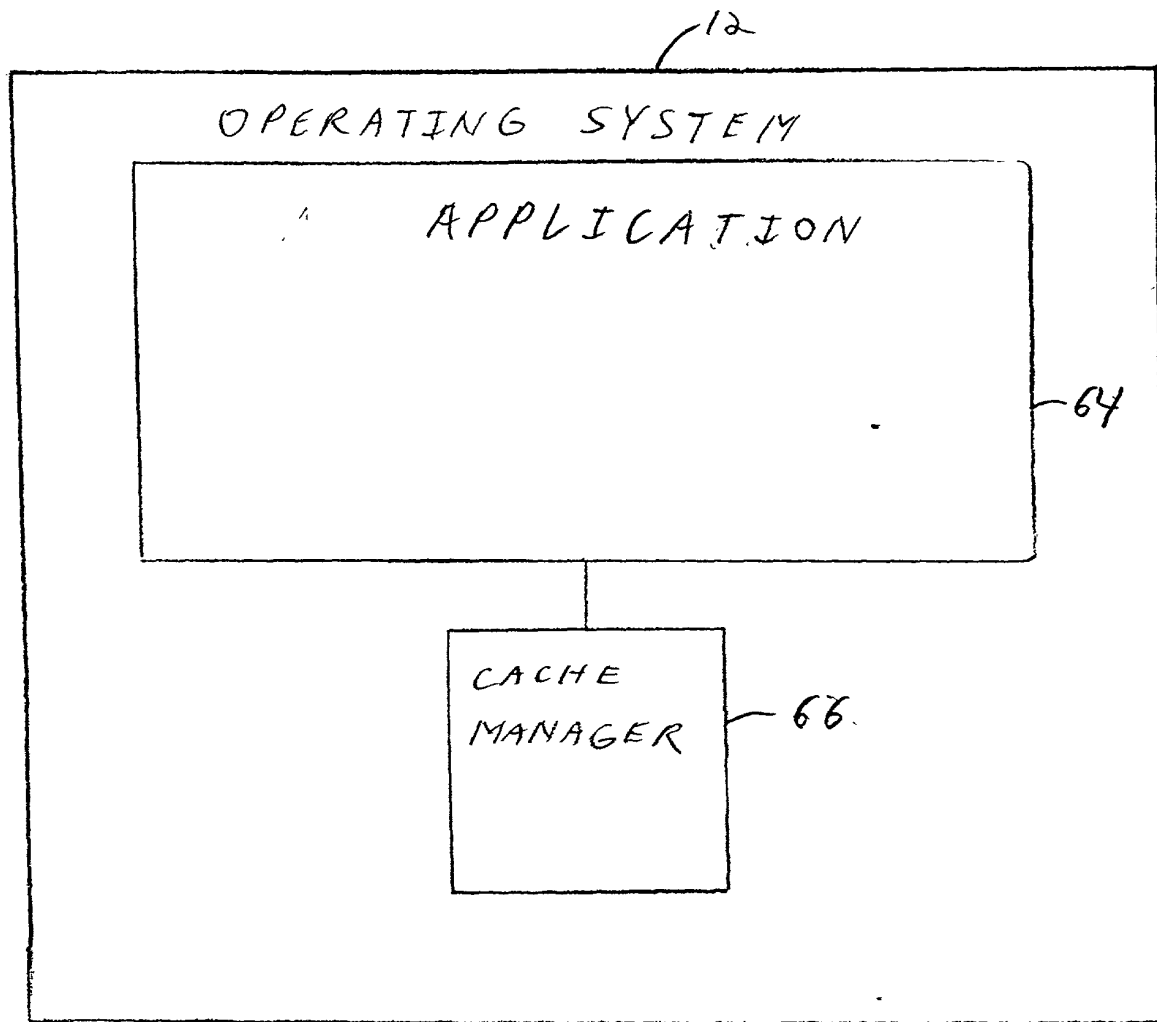 12
OPERATING SYSTEM
APPLICATION
64
CACHE
MANAGER
66